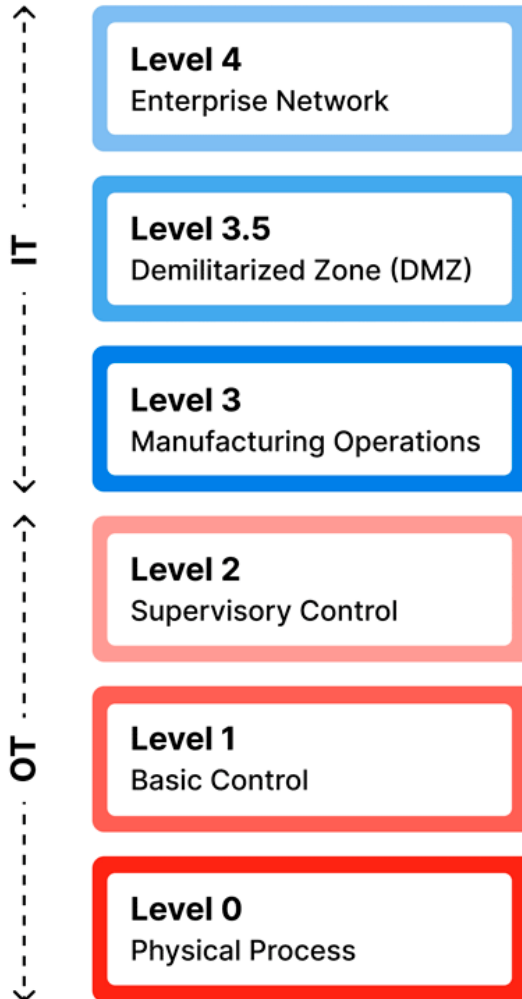 Level 4
Enterprise Network
Level 3.5
Demilitarized Zone (DMZ)
IT
Level 3
Manufacturing Operations
Level 2
Supervisory Control
Level 1
Basic Control
OT
Level 0
Physical Process